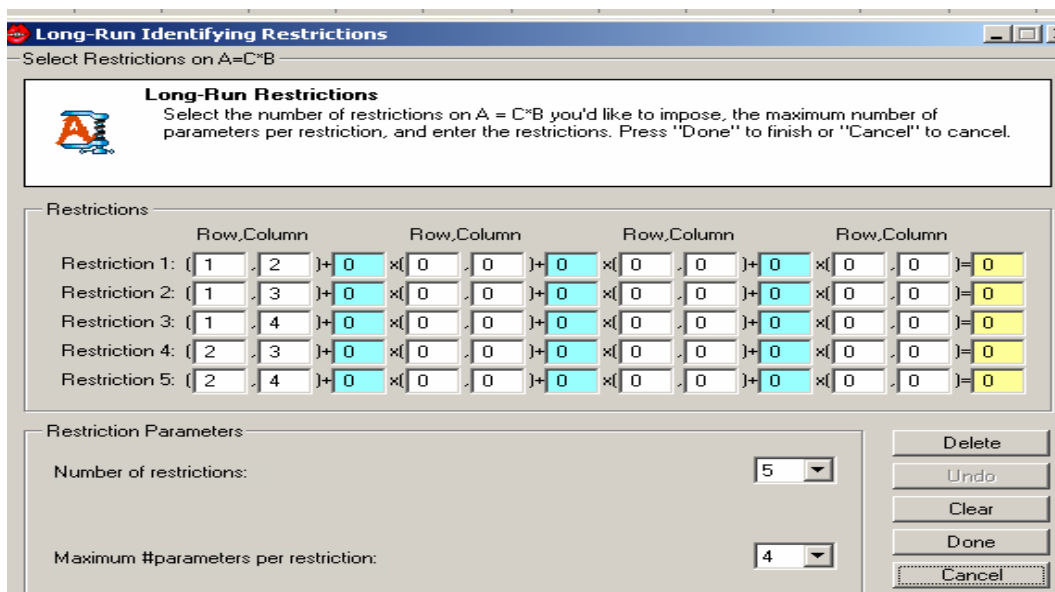 Long-Run Identifying Restrictions
Select Restrictions on A=C*B
Long-Run Restrictions
Select the number of restrictions on A = C*B you'd like to impose, the maximum number of
parameters per restriction, and enter the restrictions. Press "Done" to finish or "Cancel" to cancel.
Restrictions
Row,Column Row,Column Row,Column Row,Column
Restriction 1: ( 1 , 2 )+ 0 x( 0 , 0 )+ 0 x( 0 , 0 )+ 0 x( 0 , 0 )= 0
Restriction 2: ( 1 , 3 )+ 0 x( 0 , 0 )+ 0 x( 0 , 0 )+ 0 x( 0 , 0 )= 0
Restriction 3: ( 1 , 4 )+ 0 x( 0 , 0 )+ 0 x( 0 , 0 )+ 0 x( 0 , 0 )= 0
Restriction 4: ( 2 , 3 )+ 0 x( 0 , 0 )+ 0 x( 0 , 0 )+ 0 x( 0 , 0 )= 0
Restriction 5: ( 2 , 4 )+ 0 x( 0 , 0 )+ 0 x( 0 , 0 )+ 0 x( 0 , 0 )= 0
Restriction Parameters
Number of restrictions: 5
Maximum #parameters per restriction: 4
Delete
Undo
Clear
Done
Cancel